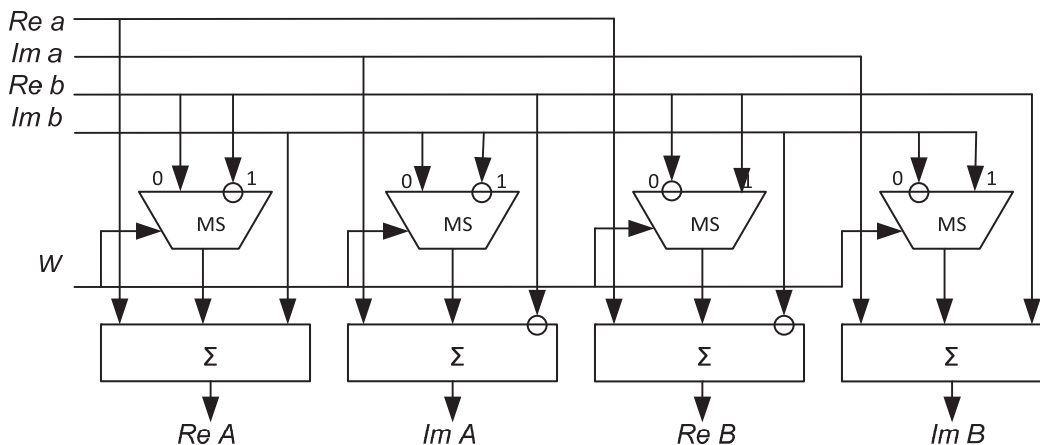 Re a
Im a
Re b
Im b
0 1 0 1 0 1 0 1
MS MS MS MS
W
Σ Σ Σ Σ
Re A Im A Re B Im B